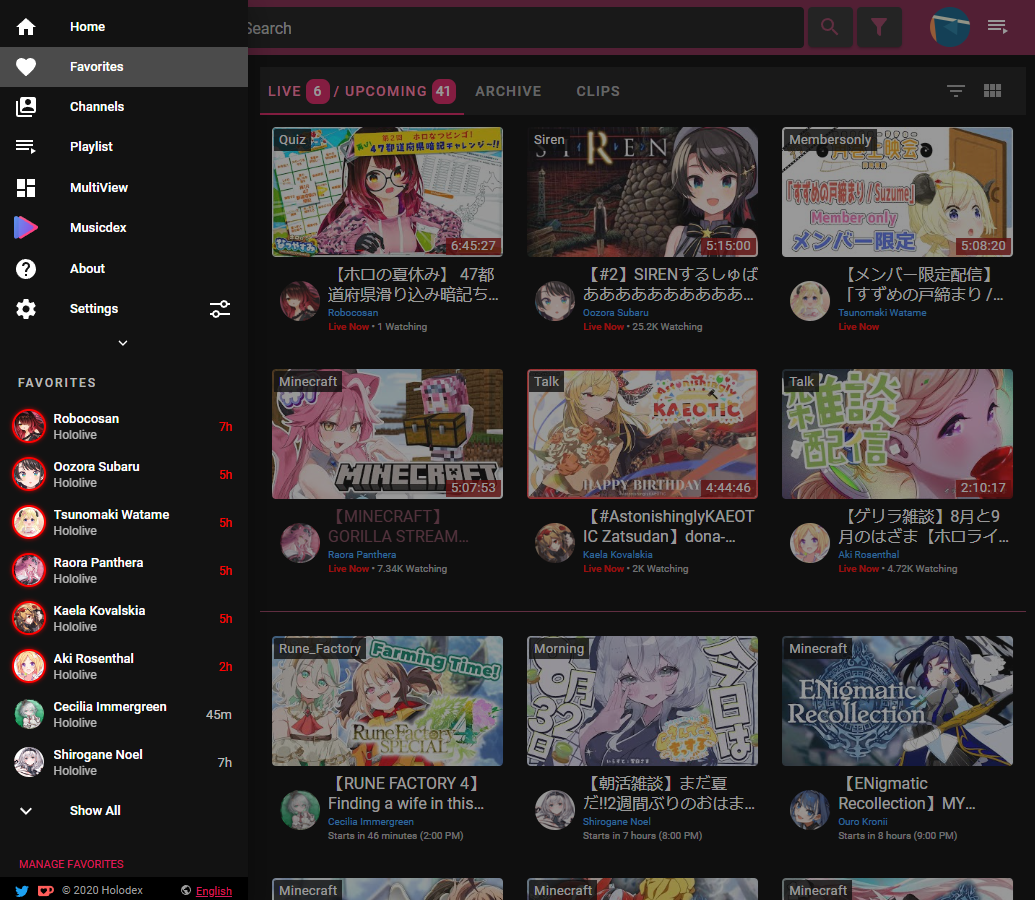 Home
Search
Favorites
Channels
Playlist
MultiView
Musicdex
About
Settings
FAVORITES
Robocosan
Hololive
7h
Oozora Subaru
Hololive
5h
Tsunomaki Watame
Hololive
5h
Raora Panthera
Hololive
5h
Kaela Kovalskia
Hololive
5h
Aki Rosenthal
Hololive
2h
Cecilia Immergreen
Hololive
45m
Shirogane Noel
Hololive
7h
Show All
MANAGE FAVORITES
© 2020 Holodex
English
LIVE 6 / UPCOMING 41
ARCHIVE
CLIPS
Quiz
47都道府県暗記チャレンジ~!!
6:45:27
【ホロの夏休み】 47都
道府県滑り込み暗記ち...
Robocosan
Live Now • 1 Watching
Siren
SIREN
5:15:00
【#2】SIRENするしゅば
ああああああああああ...
Oozora Subaru
Live Now • 25.2K Watching
Membersonly
「すずめの戸締まり/Suzume」
Member only
メンバー限定
5:08:20
【メンバー限定配信】
「すずめの戸締まり /...
Tsunomaki Watame
Live Now
Minecraft
MINECRAFT
5:07:53
【MINECRAFT】
GORILLA STREAM...
Raora Panthera
Live Now • 7.34K Watching
Talk
ASTONISHINGLY
KAEOTIC
HAPPY BIRTHDAY
4:44:46
【#AstonishinglyKAEOT
IC Zatsudan】dona-...
Kaela Kovalskia
Live Now • 2K Watching
Talk
雑談
配信
2:10:17
【ゲリラ雑談】8月と9
月のはざま【ホロライ...
Aki Rosenthal
Live Now • 4.72K Watching
Rune_Factory
Farming Time!
Rune Factory 4
SPECIAL
【RUNE FACTORY 4】
Finding a wife in this...
Cecilia Immergreen
Starts in 46 minutes (2:00 PM)
Morning
今日は
8月32日
【朝活雑談】まだ夏
だ!!2週間ぶりのおはま...
Shirogane Noel
Starts in 7 hours (8:00 PM)
Minecraft
ENigmatic
Recollection
【ENigmatic
Recollection】MY...
Ouro Kronii
Starts in 8 hours (9:00 PM)
Minecraft
Minecraft
Minecraft